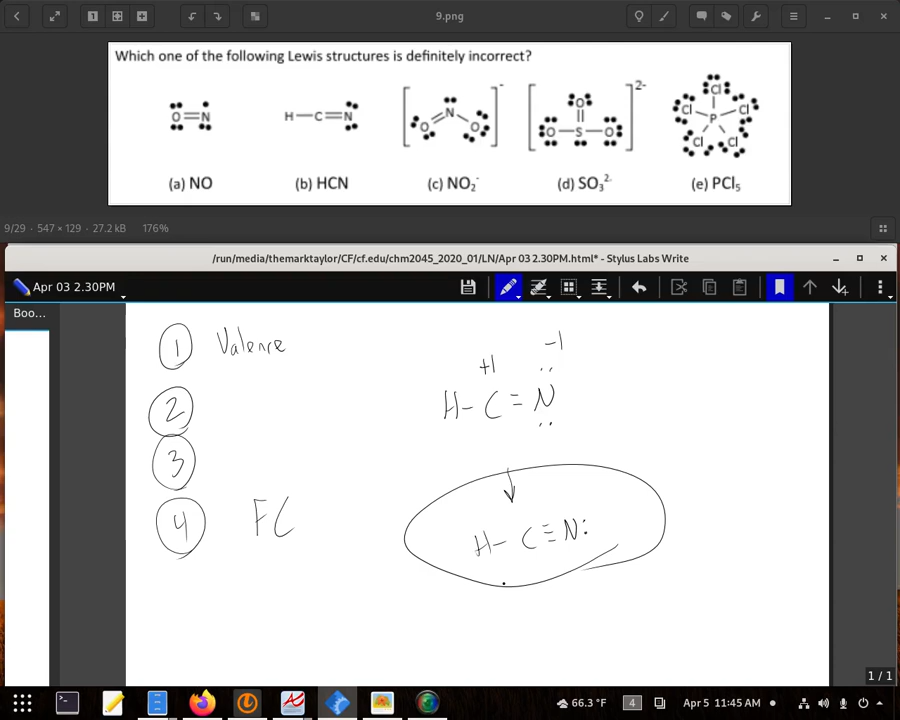 9.png
Which one of the following Lewis structures is definitely incorrect?
O=N
H—C=N
[O=N—O]-
[O—S(=O)—O]2-
P Cl Cl Cl Cl Cl
(a) NO
(b) HCN
(c) NO2-
(d) SO32-
(e) PCl5
9/29 · 547 × 129 · 27.2 kB 176%
/run/media/themarktaylor/CF/cf.edu/chm2045_2020_01/LN/Apr 03 2.30PM.html* - Stylus Labs Write
Apr 03 2.30PM
Boo...
1 Valence
+1 -1
H-C=N
2
3
4 FC
H-C≡N:
1 / 1
66.3 °F 4 Apr 5 11:45 AM